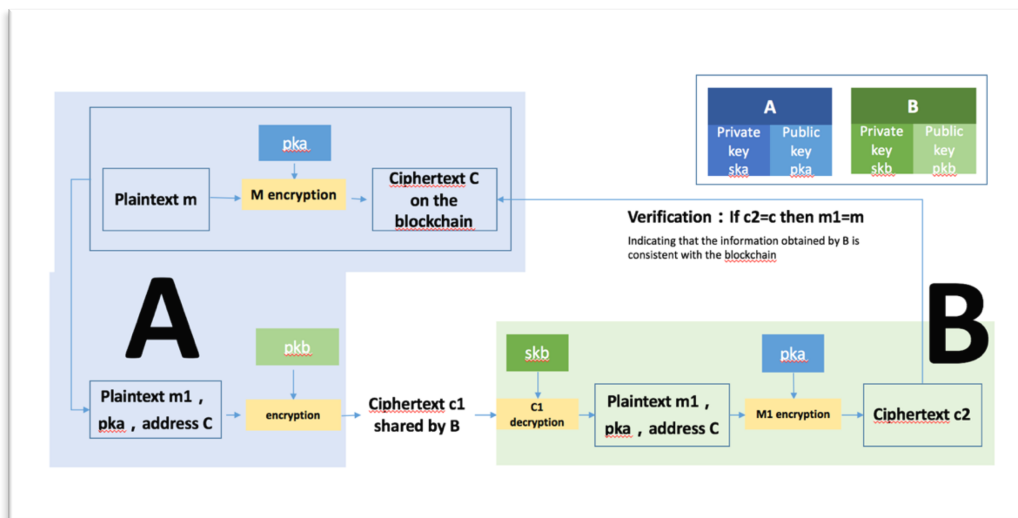 A
B
Private
key
ska
Public
key
pka
Private
key
skb
Public
key
pkb
pka
Plaintext m
M encryption
Ciphertext C
on the
blockchain
Verification：If c2=c then m1=m
Indicating that the information obtained by B is
consistent with the blockchain
A
B
pkb
skb
pka
Plaintext m1，
pka，address C
encryption
Ciphertext c1
shared by B
C1
decryption
Plaintext m1，
pka，address C
M1 encryption
Ciphertext c2